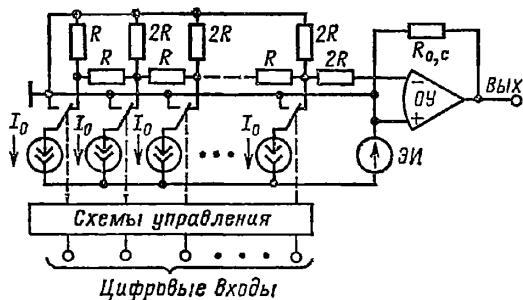 R 2R 2R 2R
R R R 2R R₀,c
ВЫХ
ОУ
I₀ I₀ I₀ I₀ ЭИ
Схемы управления
Цифровые входы